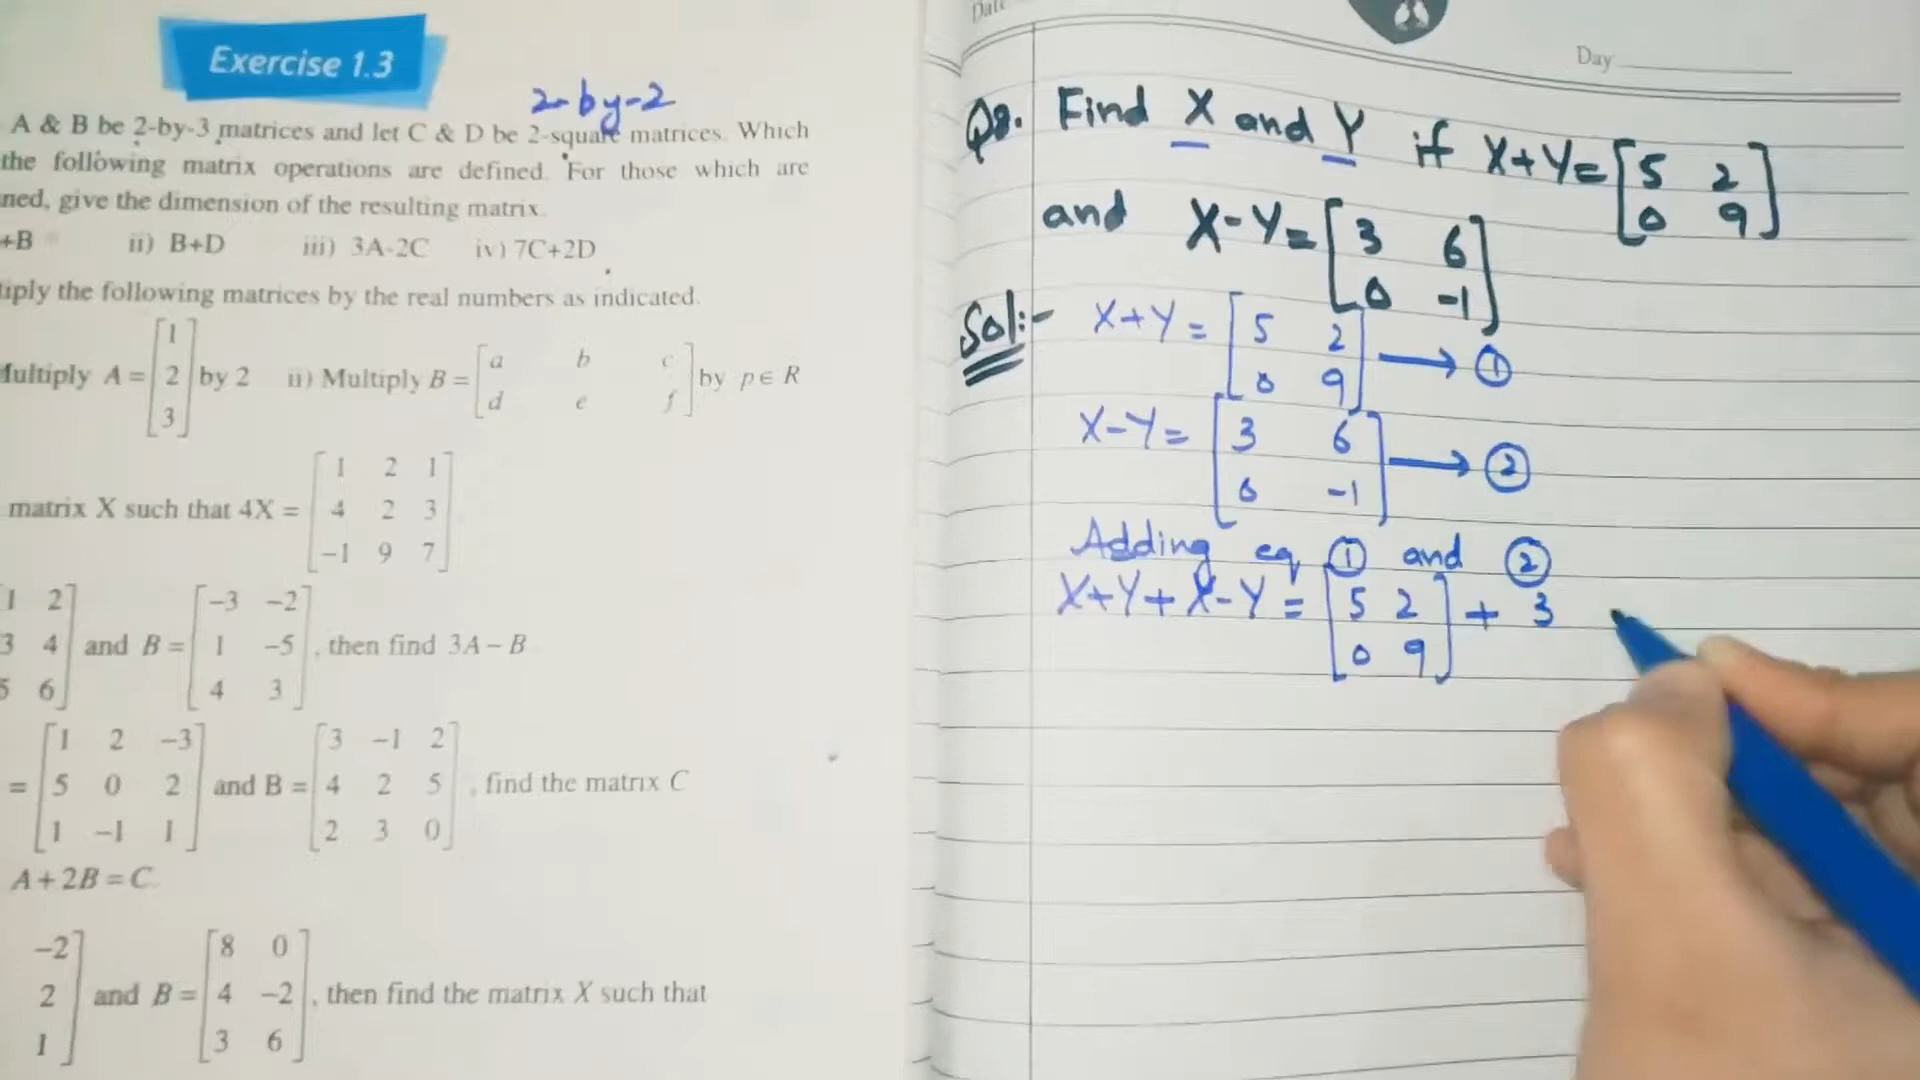 Exercise 1.3
2-by-2
A & B be 2-by-3 matrices and let C & D be 2-square matrices. Which
the following matrix operations are defined. For those which are
ned, give the dimension of the resulting matrix.
+B ii) B+D iii) 3A-2C iv) 7C+2D
tiply the following matrices by the real numbers as indicated.
Multiply A = [1 2 3] by 2 ii) Multiply B = [a b c
d e f] by p∈R
matrix X such that 4X = [1 2 1
4 2 3
-1 9 7]
1 2
3 4
5 6] and B = [-3 -2
1 -5
4 3], then find 3A – B
= [1 2 -3
5 0 2
1 -1 1] and B = [3 -1 2
4 2 5
2 3 0], find the matrix C
A+2B=C
-2
2
1] and B = [8 0
4 -2
3 6], then find the matrix X such that
Date
Day
Q8. Find X and Y if X+Y= [5 2
0 9]
and X-Y= [3 6
0 -1]
Sol:- X+Y = [5 2
0 9] → ①
X-Y= [3 6
0 -1] → ②
Adding eq ① and ②
X+Y+X-Y = [5 2
0 9] + 3